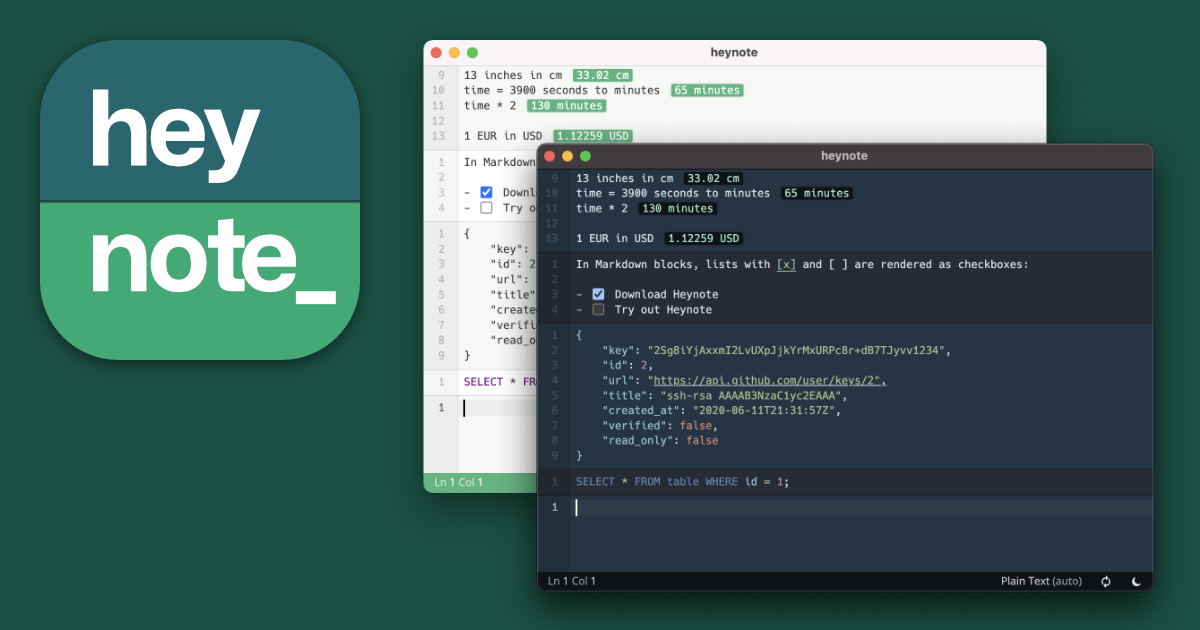 hey
note_
heynote
9 13 inches in cm 33.02 cm
10 time = 3900 seconds to minutes 65 minutes
11 time * 2 130 minutes
12
13 1 EUR in USD 1.12259 USD
1 In Markdown
2
3 - Downl
4 - Try o
1 {
2 "key":
3 "id": 2
4 "url":
5 "title"
6 "create
7 "verifi
8 "read_o
9 }
1 SELECT * FR
1
Ln 1 Col 1
heynote
9 13 inches in cm 33.02 cm
10 time = 3900 seconds to minutes 65 minutes
11 time * 2 130 minutes
12
13 1 EUR in USD 1.12259 USD
1 In Markdown blocks, lists with [x] and [ ] are rendered as checkboxes:
2
3 - Download Heynote
4 - Try out Heynote
1 {
2 "key": "2Sg8iYjAxxmI2LvUXpJjkYrMxURPc8r+dB7TJyvv1234",
3 "id": 2,
4 "url": "https://api.github.com/user/keys/2",
5 "title": "ssh-rsa AAAAB3NzaC1yc2EAAA",
6 "created_at": "2020-06-11T21:31:57Z",
7 "verified": false,
8 "read_only": false
9 }
1 SELECT * FROM table WHERE id = 1;
1
Ln 1 Col 1 Plain Text (auto)